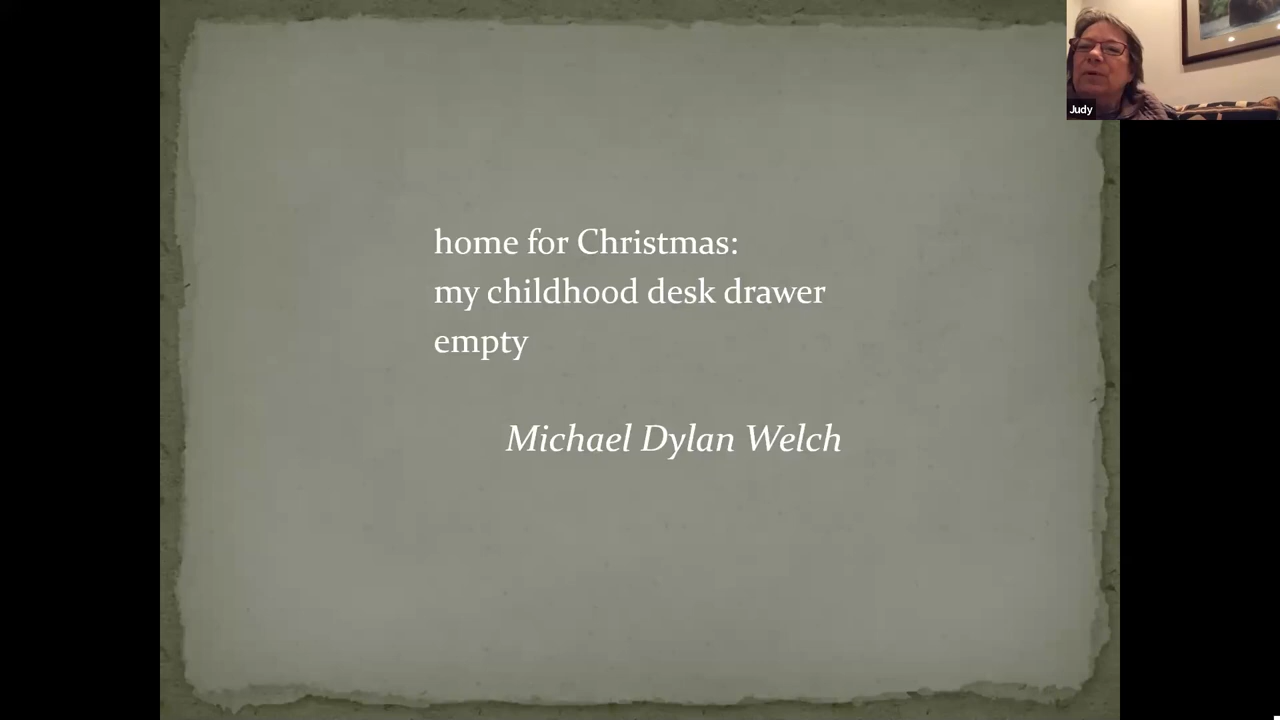 Judy
home for Christmas:
my childhood desk drawer
empty
Michael Dylan Welch